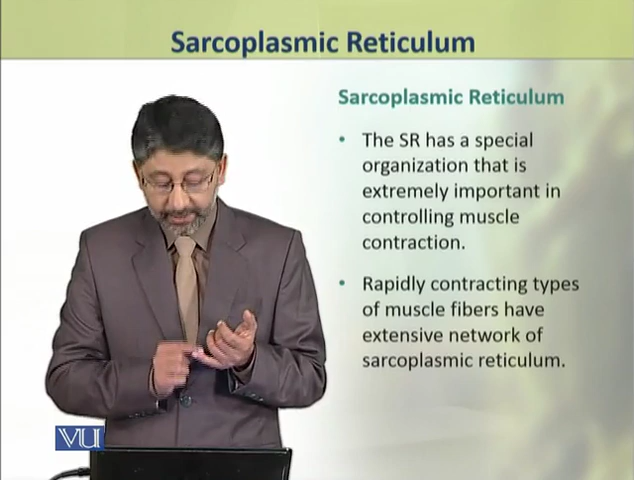 Sarcoplasmic Reticulum
Sarcoplasmic Reticulum
• The SR has a special
organization that is
extremely important in
controlling muscle
contraction.
• Rapidly contracting types
of muscle fibers have
extensive network of
sarcoplasmic reticulum.
VU